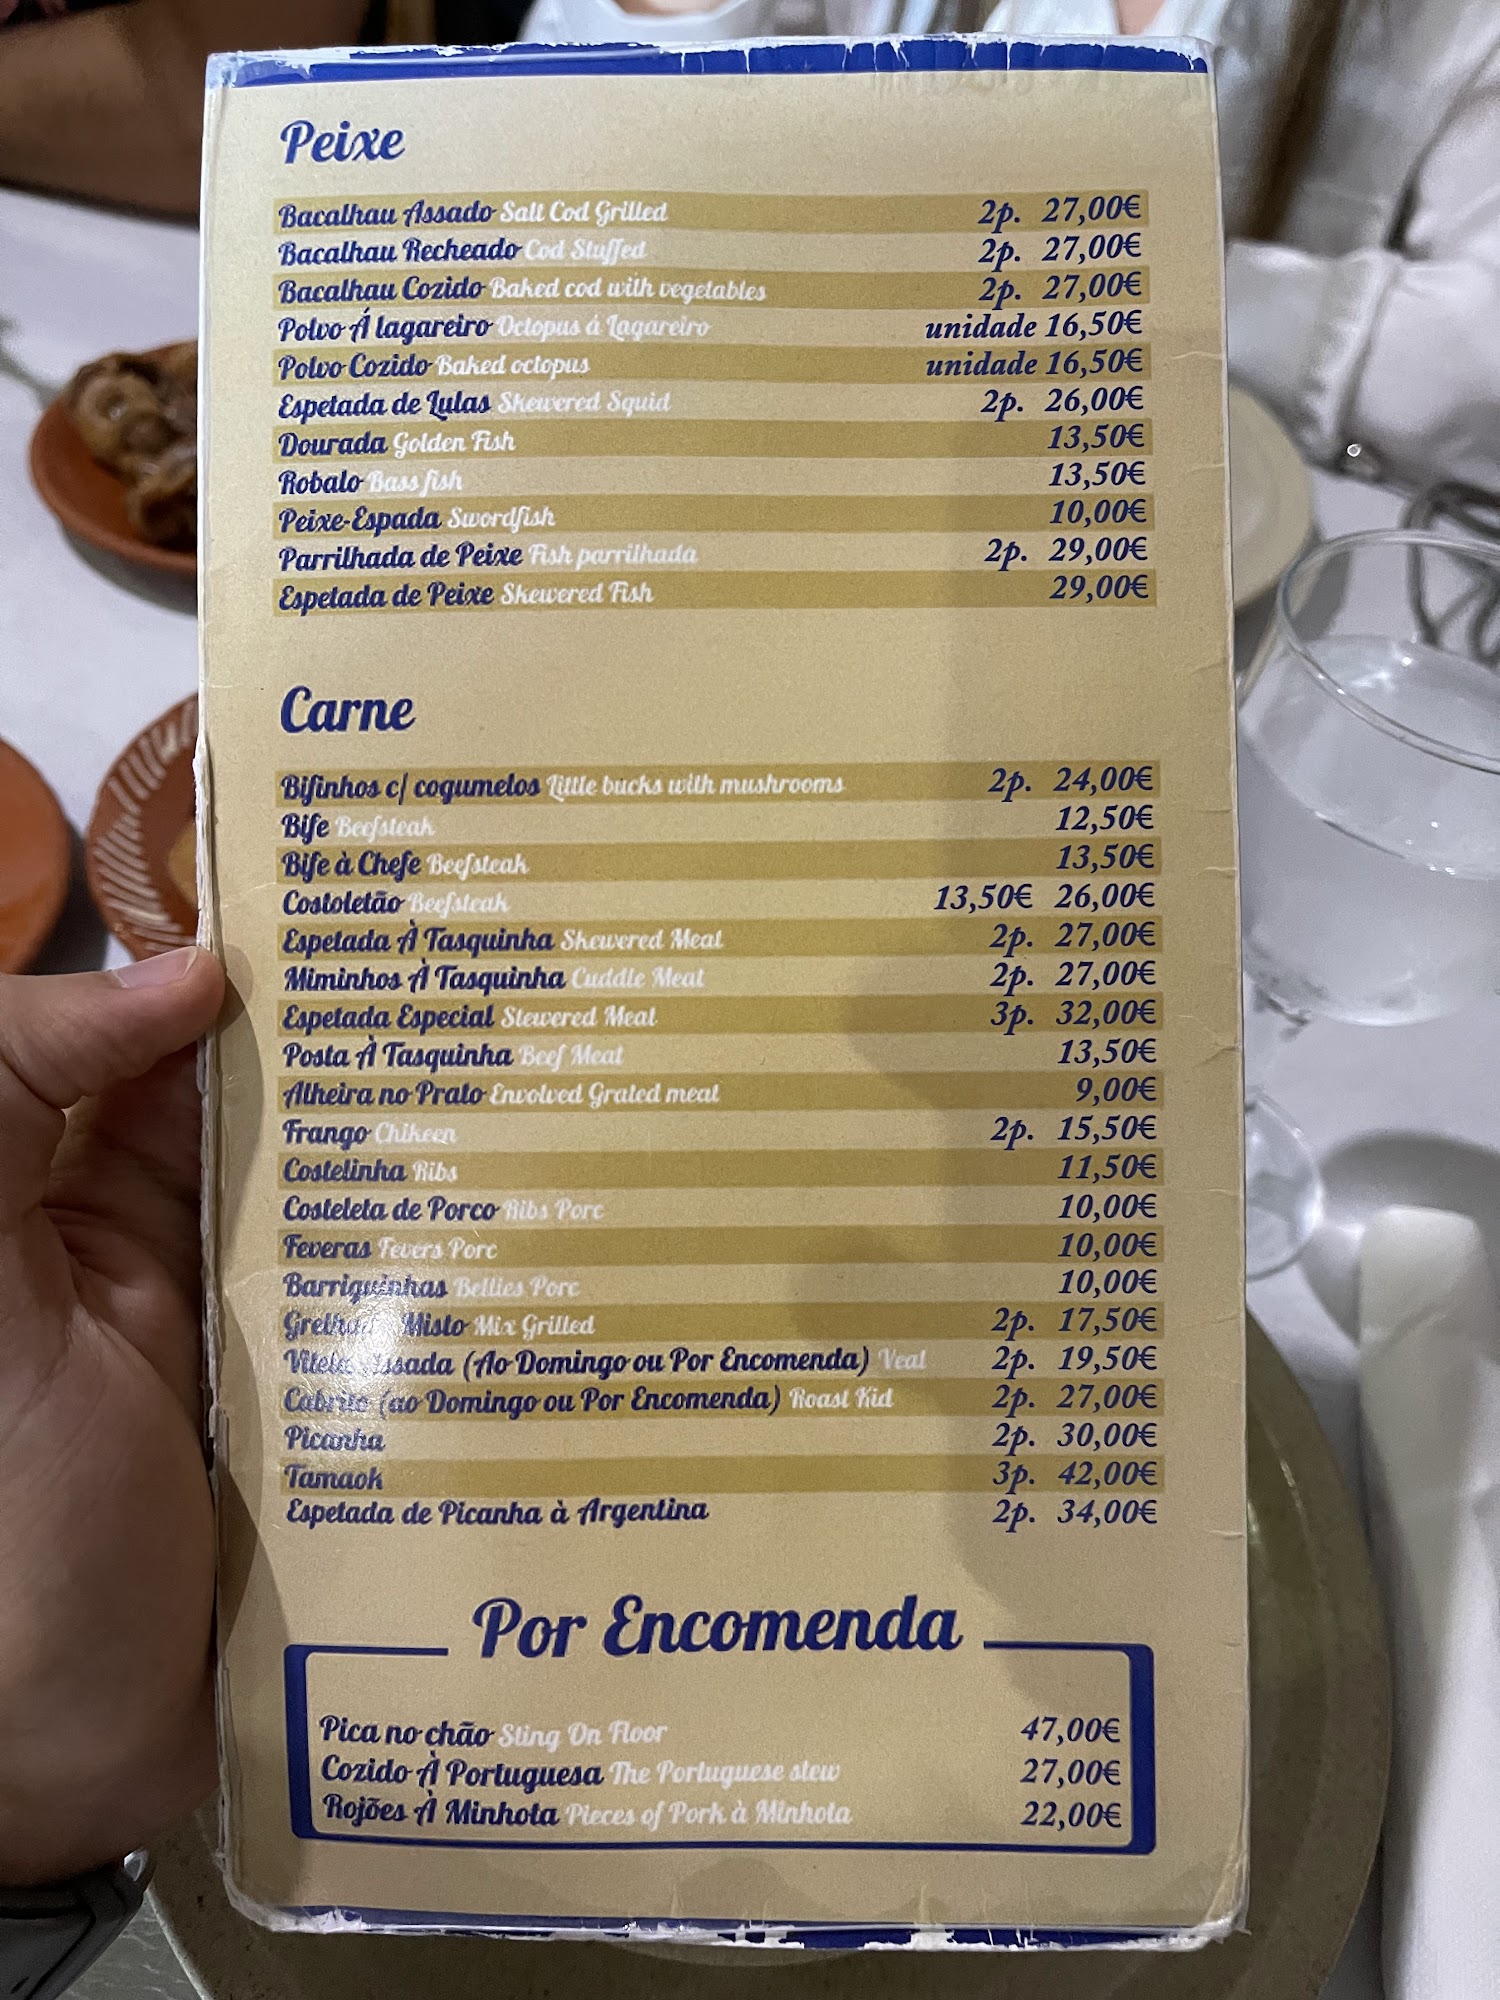 Peixe
Bacalhau Assado Salt Cod Grilled 2p. 27,00€
Bacalhau Recheado Cod Stuffed 2p. 27,00€
Bacalhau Cozido Baked cod with vegetables 2p. 27,00€
Polvo Á lagareiro Octopus á Lagareiro unidade 16,50€
Polvo Cozido Baked octopus unidade 16,50€
Espetada de Lulas Skewered Squid 2p. 26,00€
Dourada Golden Fish 13,50€
Robalo Bass fish 13,50€
Peixe-Espada Swordfish 10,00€
Parrilhada de Peixe Fish parrilhada 2p. 29,00€
Espetada de Peixe Skewered Fish 29,00€
Carne
Bifinhos c/ cogumelos Little bucks with mushrooms 2p. 24,00€
Bife Beefsteak 12,50€
Bife à Chefe Beefsteak 13,50€
Costoletão Beefsteak 13,50€ 26,00€
Espetada À Tasquinha Skewered Meat 2p. 27,00€
Miminhos À Tasquinha Cuddle Meat 2p. 27,00€
Espetada Especial Stewered Meat 3p. 32,00€
Posta À Tasquinha Beef Meat 13,50€
Alheira no Prato Envolved Grated meat 9,00€
Frango Chikeen 2p. 15,50€
Costelinha Ribs 11,50€
Costeleta de Porco Ribs Porc 10,00€
Feveras Fevers Porc 10,00€
Barriguinhas Bellies Porc 10,00€
Misto Mix Grilled 2p. 17,50€
Vitela Assada (Ao Domingo ou Por Encomenda) Veal 2p. 19,50€
Cabrito (ao Domingo ou Por Encomenda) Roast Kid 2p. 27,00€
Picanha 2p. 30,00€
Tamaok 3p. 42,00€
Espetada de Picanha à Argentina 2p. 34,00€
Por Encomenda
Pica no chão Sting On Floor 47,00€
Cozido À Portuguesa The Portuguese stew 27,00€
Rojões À Minhota Pieces of Pork à Minhota 22,00€